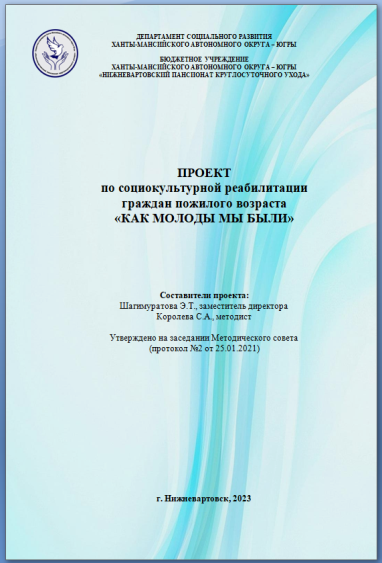 ДЕПАРТАМЕНТ СОЦИАЛЬНОГО РАЗВИТИЯ
ХАНТЫ-МАНСИЙСКОГО АВТОНОМНОГО ОКРУГА – ЮГРЫ
БЮДЖЕТНОЕ УЧРЕЖДЕНИЕ
ХАНТЫ-МАНСИЙСКОГО АВТОНОМНОГО ОКРУГА – ЮГРЫ
«НИЖНЕВАРТОВСКИЙ ПАНСИОНАТ КРУГЛОСУТОЧНОГО УХОДА»
ПРОЕКТ
по социокультурной реабилитации
граждан пожилого возраста
«КАК МОЛОДЫ МЫ БЫЛИ»
Составители проекта:
Шагимуратова Э.Т., заместитель директора
Королева С.А., методист
Утверждено на заседании Методического совета
(протокол №2 от 25.01.2021)
г. Нижневартовск, 2023